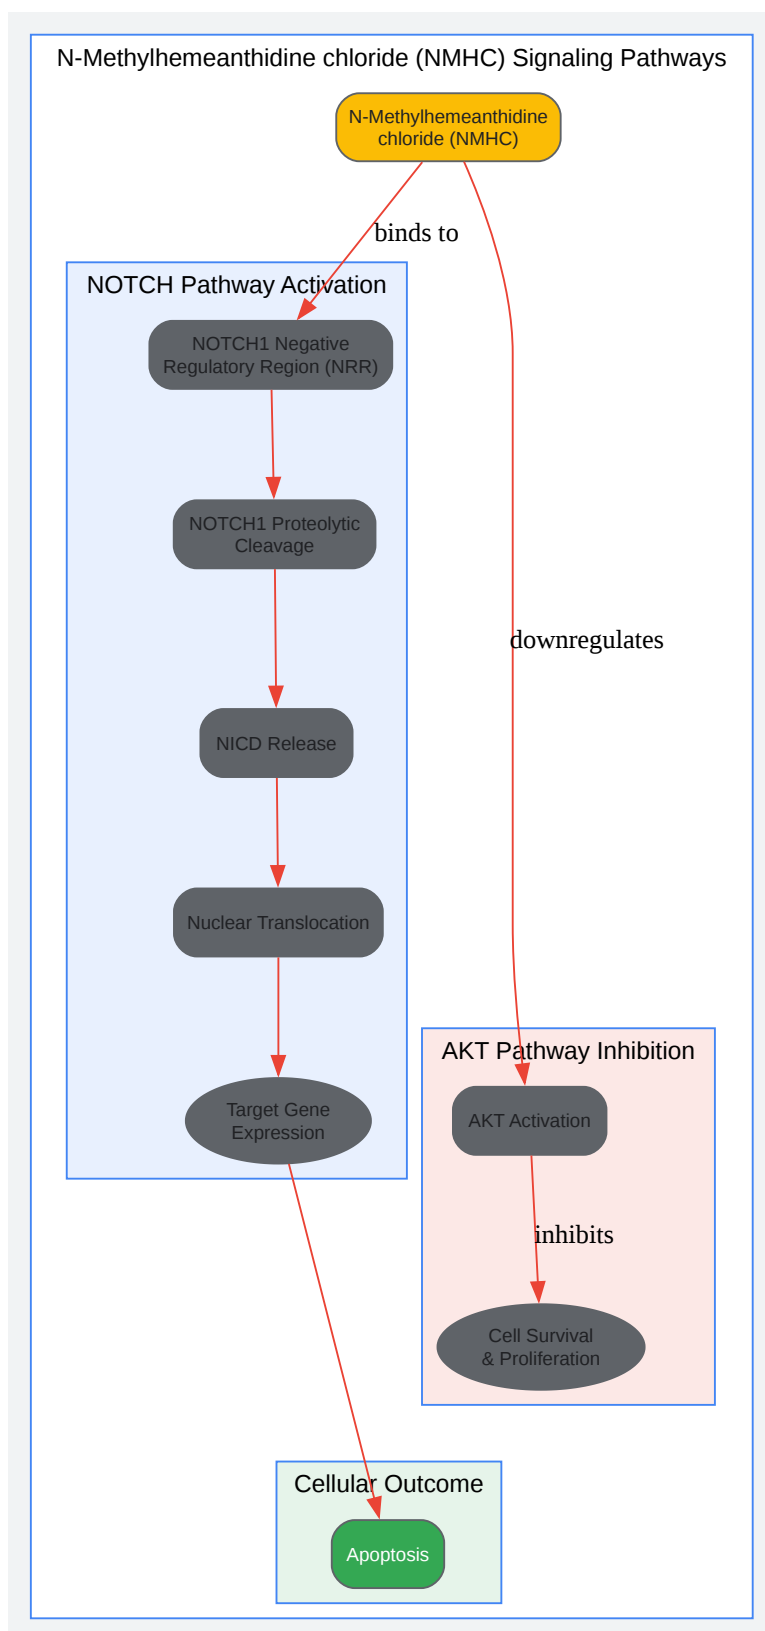 N-Methylhemeanthidine chloride (NMHC) Signaling Pathways
N-Methylhemeanthidine
chloride (NMHC)
binds to
NOTCH Pathway Activation
NOTCH1 Negative
Regulatory Region (NRR)
NOTCH1 Proteolytic
Cleavage
downregulates
NICD Release
Nuclear Translocation
Target Gene
Expression
AKT Pathway Inhibition
AKT Activation
inhibits
Cell Survival
& Proliferation
Cellular Outcome
Apoptosis